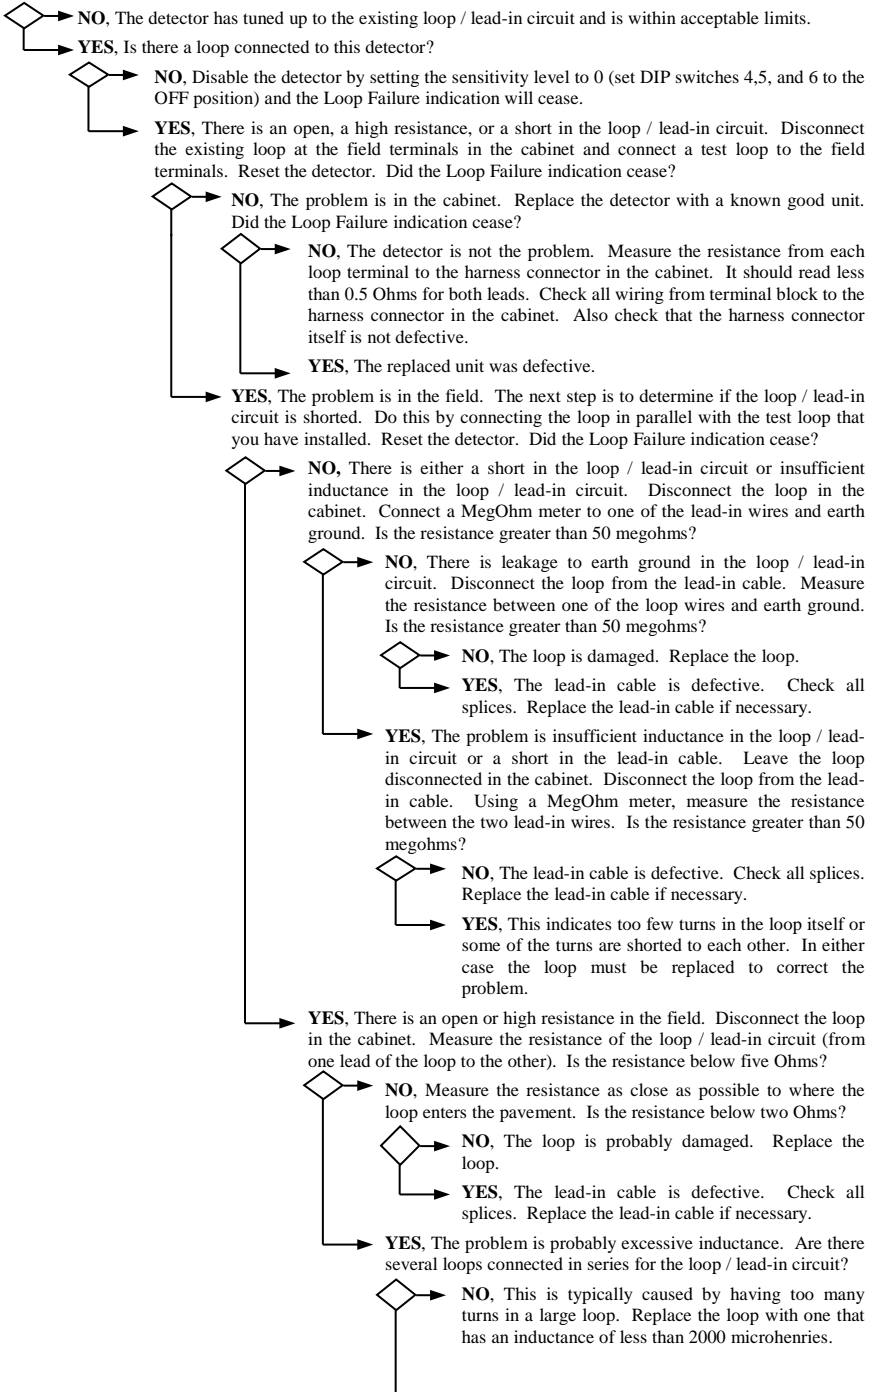 NO, The detector has tuned up to the existing loop / lead-in circuit and is within acceptable limits.
YES, Is there a loop connected to this detector?
NO, Disable the detector by setting the sensitivity level to 0 (set DIP switches 4,5, and 6 to the
OFF position) and the Loop Failure indication will cease.
YES, There is an open, a high resistance, or a short in the loop / lead-in circuit. Disconnect
the existing loop at the field terminals in the cabinet and connect a test loop to the field
terminals. Reset the detector. Did the Loop Failure indication cease?
NO, The problem is in the cabinet. Replace the detector with a known good unit.
Did the Loop Failure indication cease?
NO, The detector is not the problem. Measure the resistance from each
loop terminal to the harness connector in the cabinet. It should read less
than 0.5 Ohms for both leads. Check all wiring from terminal block to the
harness connector in the cabinet. Also check that the harness connector
itself is not defective.
YES, The replaced unit was defective.
YES, The problem is in the field. The next step is to determine if the loop / lead-in
circuit is shorted. Do this by connecting the loop in parallel with the test loop that
you have installed. Reset the detector. Did the Loop Failure indication cease?
NO, There is either a short in the loop / lead-in circuit or insufficient
inductance in the loop / lead-in circuit. Disconnect the loop in the
cabinet. Connect a MegOhm meter to one of the lead-in wires and earth
ground. Is the resistance greater than 50 megohms?
NO, There is leakage to earth ground in the loop / lead-in
circuit. Disconnect the loop from the lead-in cable. Measure
the resistance between one of the loop wires and earth ground.
Is the resistance greater than 50 megohms?
NO, The loop is damaged. Replace the loop.
YES, The lead-in cable is defective. Check all
splices. Replace the lead-in cable if necessary.
YES, The problem is insufficient inductance in the loop / lead-
in circuit or a short in the lead-in cable. Leave the loop
disconnected in the cabinet. Disconnect the loop from the lead-
in cable. Using a MegOhm meter, measure the resistance
between the two lead-in wires. Is the resistance greater than 50
megohms?
NO, The lead-in cable is defective. Check all splices.
Replace the lead-in cable if necessary.
YES, This indicates too few turns in the loop itself or
some of the turns are shorted to each other. In either
case the loop must be replaced to correct the
problem.
YES, There is an open or high resistance in the field. Disconnect the loop
in the cabinet. Measure the resistance of the loop / lead-in circuit (from
one lead of the loop to the other). Is the resistance below five Ohms?
NO, Measure the resistance as close as possible to where the
loop enters the pavement. Is the resistance below two Ohms?
NO, The loop is probably damaged. Replace the
loop.
YES, The lead-in cable is defective. Check all
splices. Replace the lead-in cable if necessary.
YES, The problem is probably excessive inductance. Are there
several loops connected in series for the loop / lead-in circuit?
NO, This is typically caused by having too many
turns in a large loop. Replace the loop with one that
has an inductance of less than 2000 microhenries.